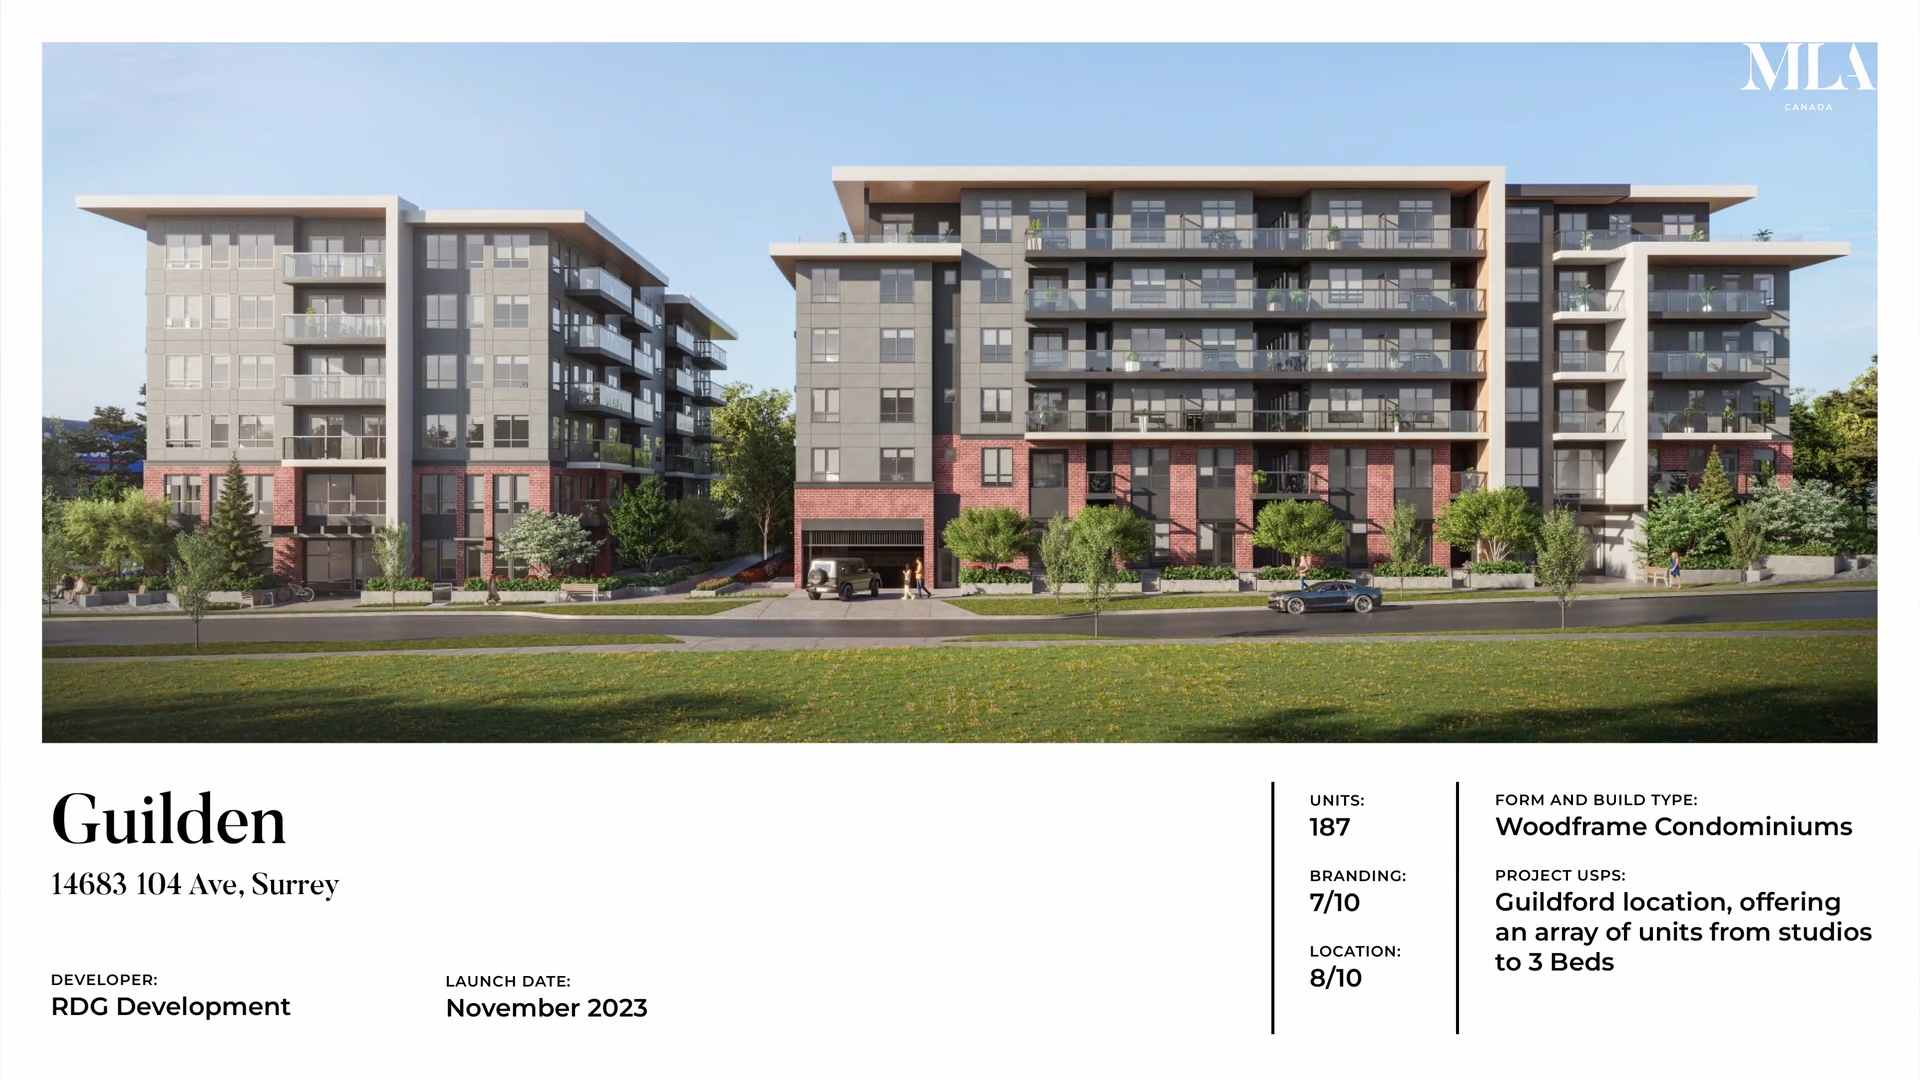 MLA
CANADA
Guilden
14683 104 Ave, Surrey
DEVELOPER:
RDG Development
LAUNCH DATE:
November 2023
UNITS:
187
BRANDING:
7/10
LOCATION:
8/10
FORM AND BUILD TYPE:
Woodframe Condominiums
PROJECT USPS:
Guildford location, offering
an array of units from studios
to 3 Beds